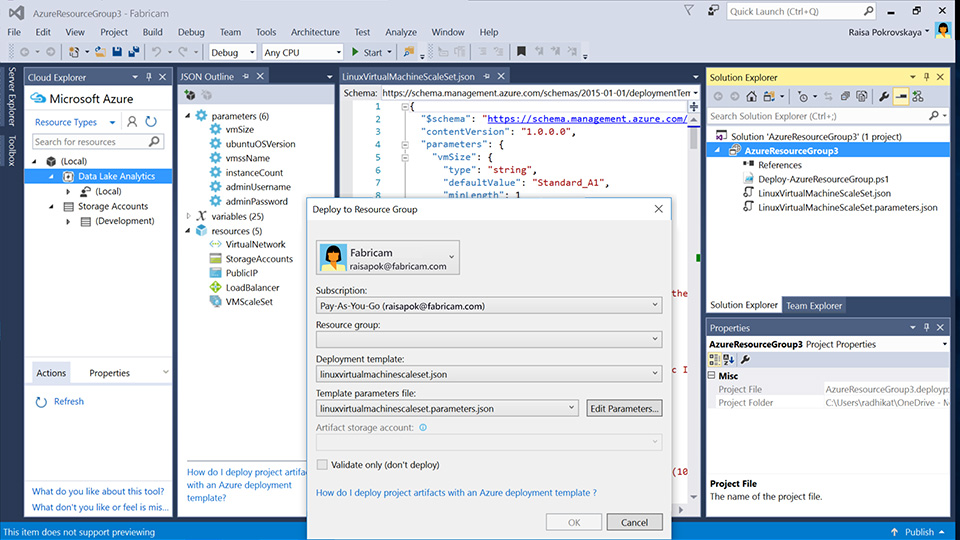 AzureResourceGroup3 - Fabricam
Quick Launch (Ctrl+Q)
File Edit View Project Build Debug Team Tools Architecture Test Analyze Window Help
Raisa Pokrovskaya
Debug Any CPU Start
Server Explorer
Toolbox
Cloud Explorer
Microsoft Azure
Resource Types
Search for resources
(Local)
Data Lake Analytics
(Local)
Storage Accounts
(Development)
Actions Properties
Refresh
What do you like about this tool?
What don't you like or feel is mis...
JSON Outline
parameters (6)
vmSize
ubuntuOSVersion
vmssName
instanceCount
adminUsername
adminPassword
variables (25)
resources (5)
VirtualNetwork
StorageAccounts
PublicIP
LoadBalancer
VMScaleSet
How do I deploy project artifac
with an Azure deployment
template?
LinuxVirtualMachineScaleSet.json
Schema: https://schema.management.azure.com/schemas/2015-01-01/deploymentTem
1 {
2 "$schema": "https://schema.management.azure.com/
3 "contentVersion": "1.0.0.0",
4 "parameters": {
5 "vmSize": {
6 "type": "string",
7 "defaultValue": "Standard_A1",
8 "minLength": 1
the
c I
(10
Deploy to Resource Group
Fabricam
raisapok@fabricam.com
Subscription:
Pay-As-You-Go (raisapok@fabricam.com)
Resource group:
Deployment template:
linuxvirtualmachinescaleset.json
Template parameters file:
linuxvirtualmachinescaleset.parameters.json Edit Parameters...
Artifact storage account:
Validate only (don't deploy)
How do I deploy project artifacts with an Azure deployment template ?
OK Cancel
Solution Explorer
Search Solution Explorer (Ctrl+;)
Solution 'AzureResourceGroup3' (1 project)
AzureResourceGroup3
References
Deploy-AzureResourceGroup.ps1
LinuxVirtualMachineScaleSet.json
LinuxVirtualMachineScaleSet.parameters.json
Solution Explorer Team Explorer
Properties
AzureResourceGroup3 Project Properties
Misc
Project File AzureResourceGroup3.deployp
Project Folder C:\Users\radhikat\OneDrive - M
Project File
The name of the project file.
This item does not support previewing
Publish